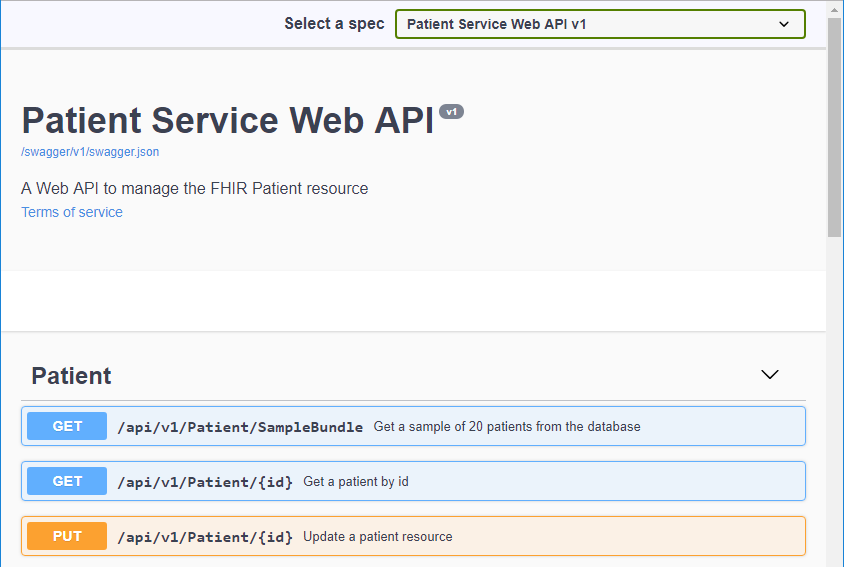 Select a spec Patient Service Web API v1
Patient Service Web API v1
/swagger/v1/swagger.json
A Web API to manage the FHIR Patient resource
Terms of service
Patient
GET /api/v1/Patient/SampleBundle Get a sample of 20 patients from the database
GET /api/v1/Patient/{id} Get a patient by id
PUT /api/v1/Patient/{id} Update a patient resource